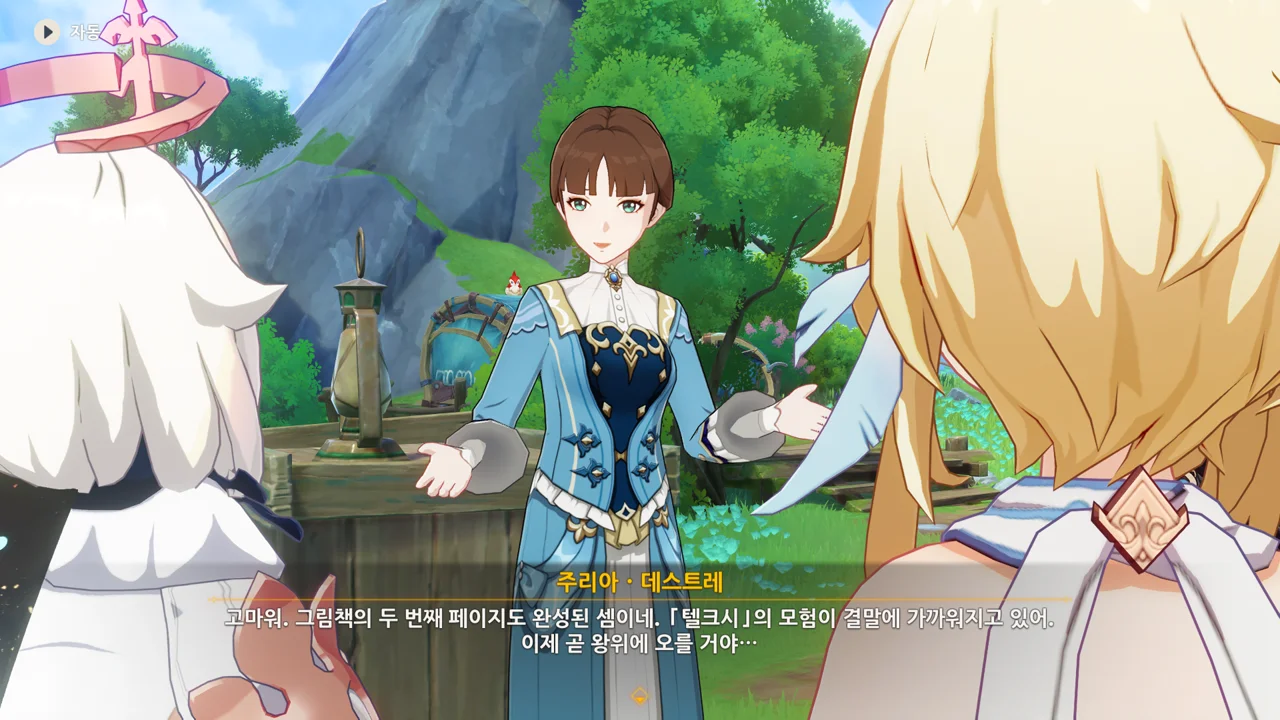 자동
주리아 · 데스트레
고마워. 그림책의 두 번째 페이지도 완성된 셈이네. 「텔크시」의 모험이 결말에 가까워지고 있어.
이제 곧 왕위에 오를 거야…